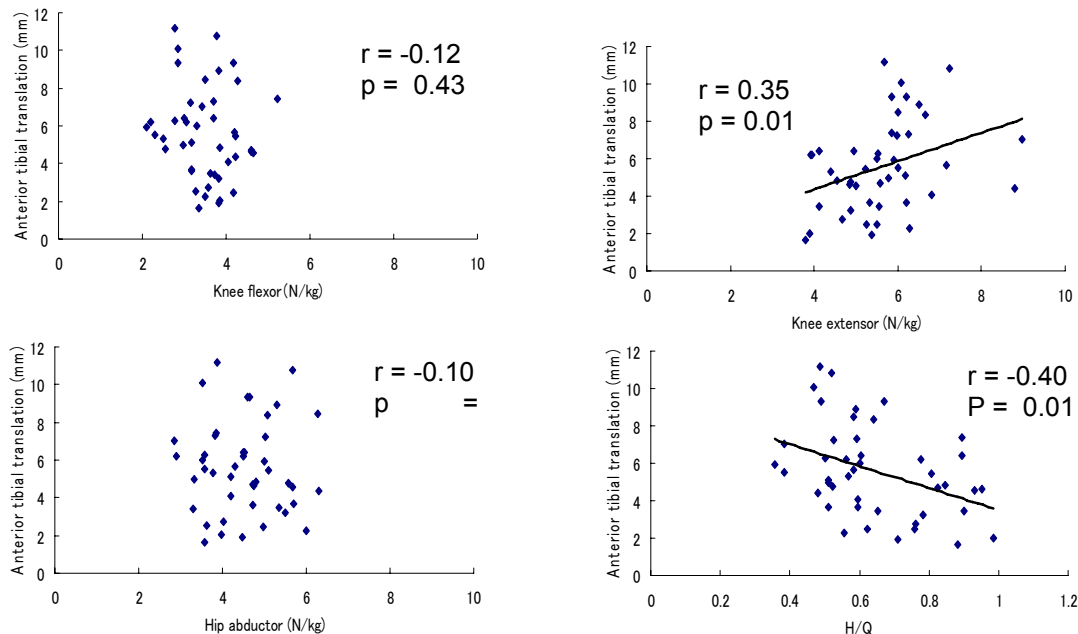 Anterior tibial translation (mm)
12
10
8
6
4
2
0
0 2 4 6 8 10
Knee flexor (N/kg)
r = -0.12
p = 0.43
Anterior tibial translation (mm)
12
10
8
6
4
2
0
0 2 4 6 8 10
Knee extensor (N/kg)
r = 0.35
p = 0.01
Anterior tibial translation (mm)
12
10
8
6
4
2
0
0 2 4 6 8 10
Hip abductor (N/kg)
r = -0.10
p =
Anterior tibial translation (mm)
12
10
8
6
4
2
0
0 0.2 0.4 0.6 0.8 1 1.2
H/Q
r = -0.40
P = 0.01